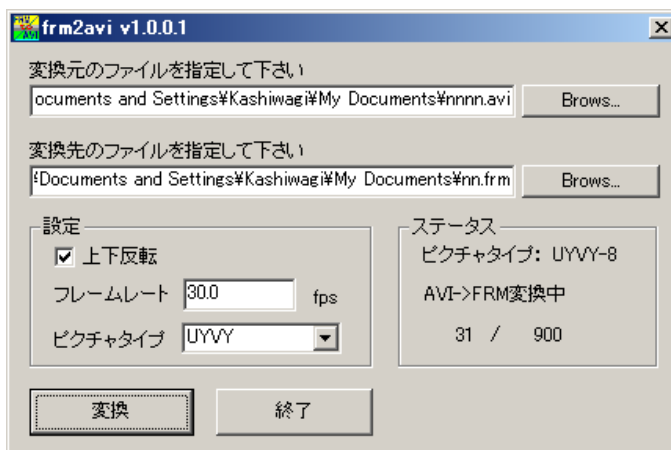 frm2avi v1.0.0.1
変換元のファイルを指定して下さい
ocuments and Settings¥Kashiwagi¥My Documents¥nnnn.avi
Brows...
変換先のファイルを指定して下さい
¥Documents and Settings¥Kashiwagi¥My Documents¥nn.frm
Brows...
設定
上下反転
フレームレート 30.0 fps
ピクチャタイプ UYVY
ステータス
ピクチャタイプ: UYVY-8
AVI->FRM変換中
31 / 900
変換
終了